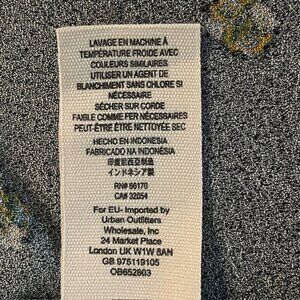 LAVAGE EN MACHINE À
TEMPÉRATURE FROIDE AVEC
COULEURS SIMILAIRES
UTILISER UN AGENT DE
BLANCHIMENT SANS CHLORE SI
NÉCESSAIRE
SÉCHER SUR CORDE
FAIBLE COMME FER NÉCESSAIRES
PEUT-ÊTRE ÊTRE NETTOYÉE SEC
HECHO EN INDONESIA
FABRICADO NA INDONÉSIA
印度尼西亞制造
インドネシア製
RN# 66170
CA# 32054
For EU- Imported by
Urban Outfitters
Wholesale, Inc
24 Market Place
London UK W1W 8AN
GB 975119105
OB652803